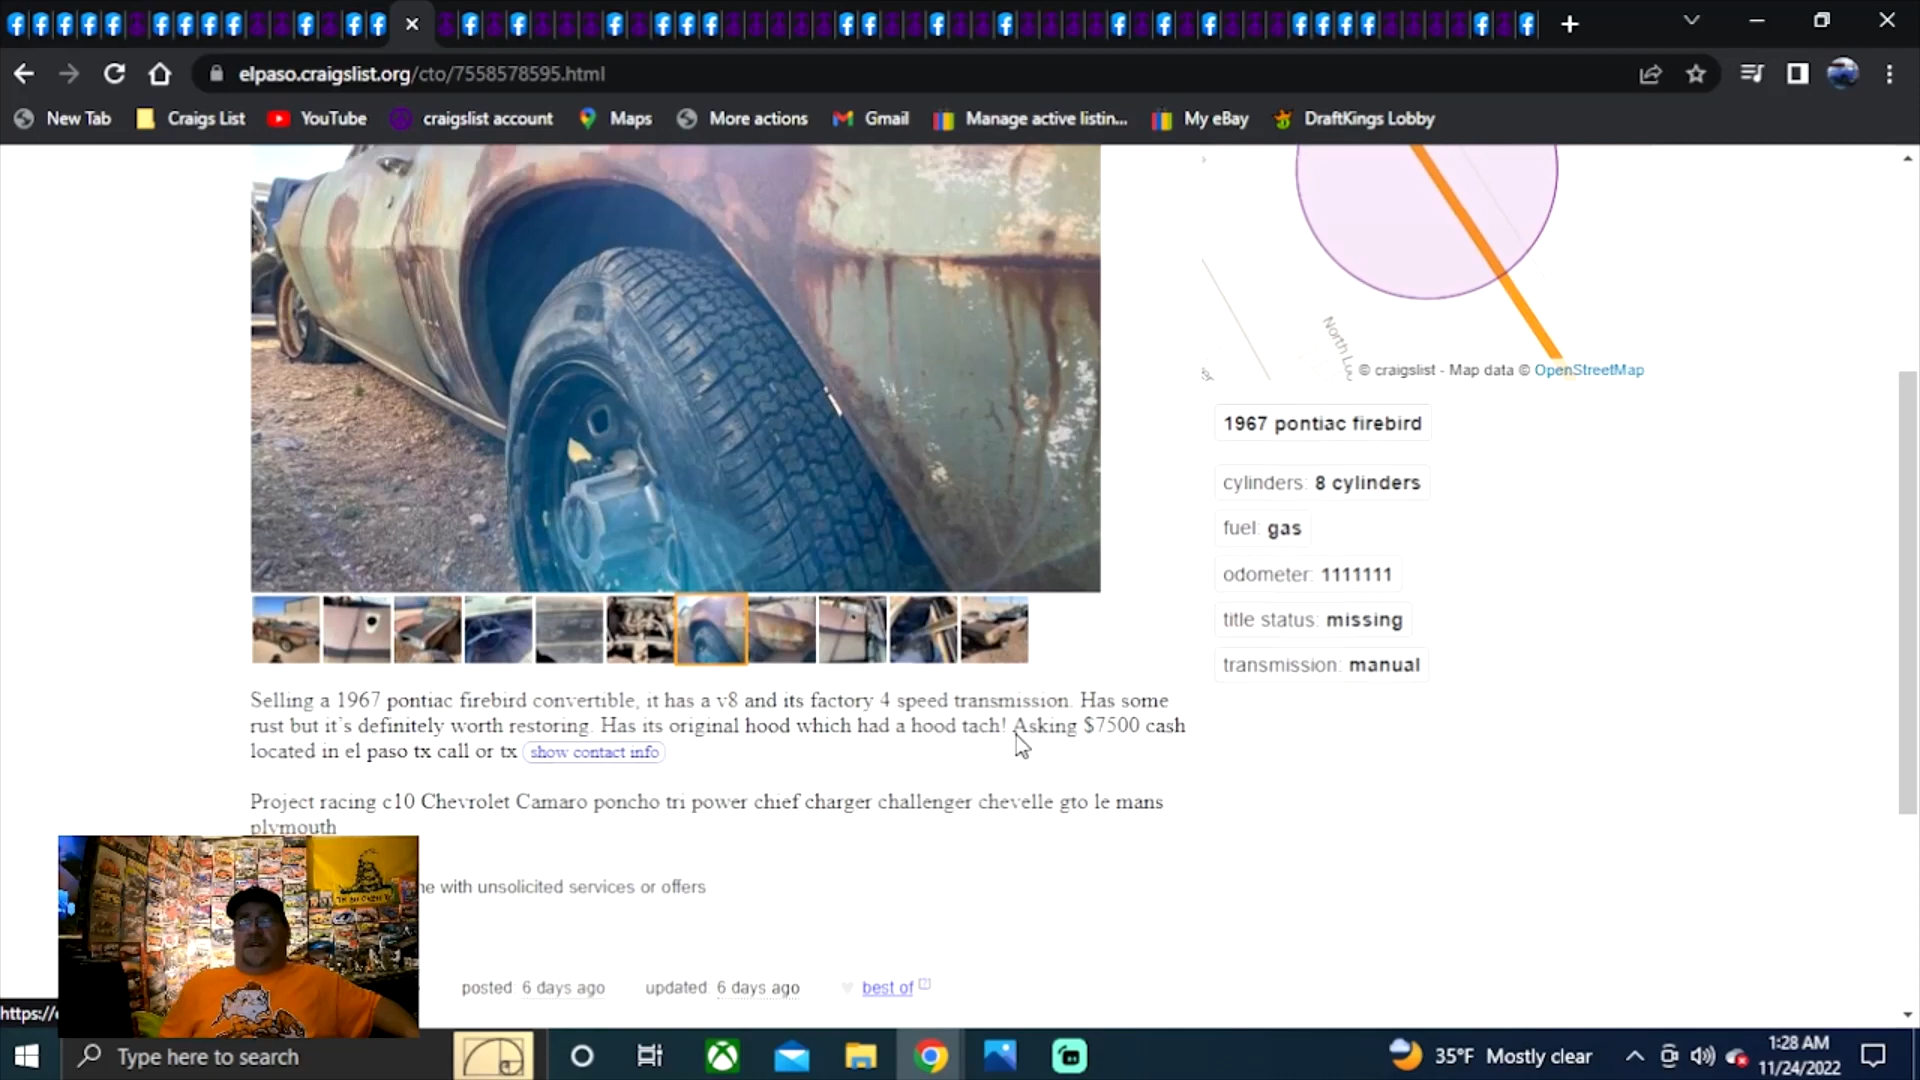 elpaso.craigslist.org/cto/7558578595.html
New Tab
Craigs List
YouTube
craigslist account
Maps
More actions
Gmail
Manage active listin...
My eBay
DraftKings Lobby
© craigslist - Map data © OpenStreetMap
1967 pontiac firebird
cylinders: 8 cylinders
fuel: gas
odometer: 1111111
title status: missing
transmission: manual
Selling a 1967 pontiac firebird convertible, it has a v8 and its factory 4 speed transmission. Has some
rust but it's definitely worth restoring. Has its original hood which had a hood tach! Asking $7500 cash
located in el paso tx call or tx show contact info
Project racing c10 Chevrolet Camaro poncho tri power chief charger challenger chevelle gto le mans
plymouth
with unsolicited services or offers
posted: 6 days ago
updated: 6 days ago
best of [?]
https://
Type here to search
35°F Mostly clear
1:28 AM
11/24/2022